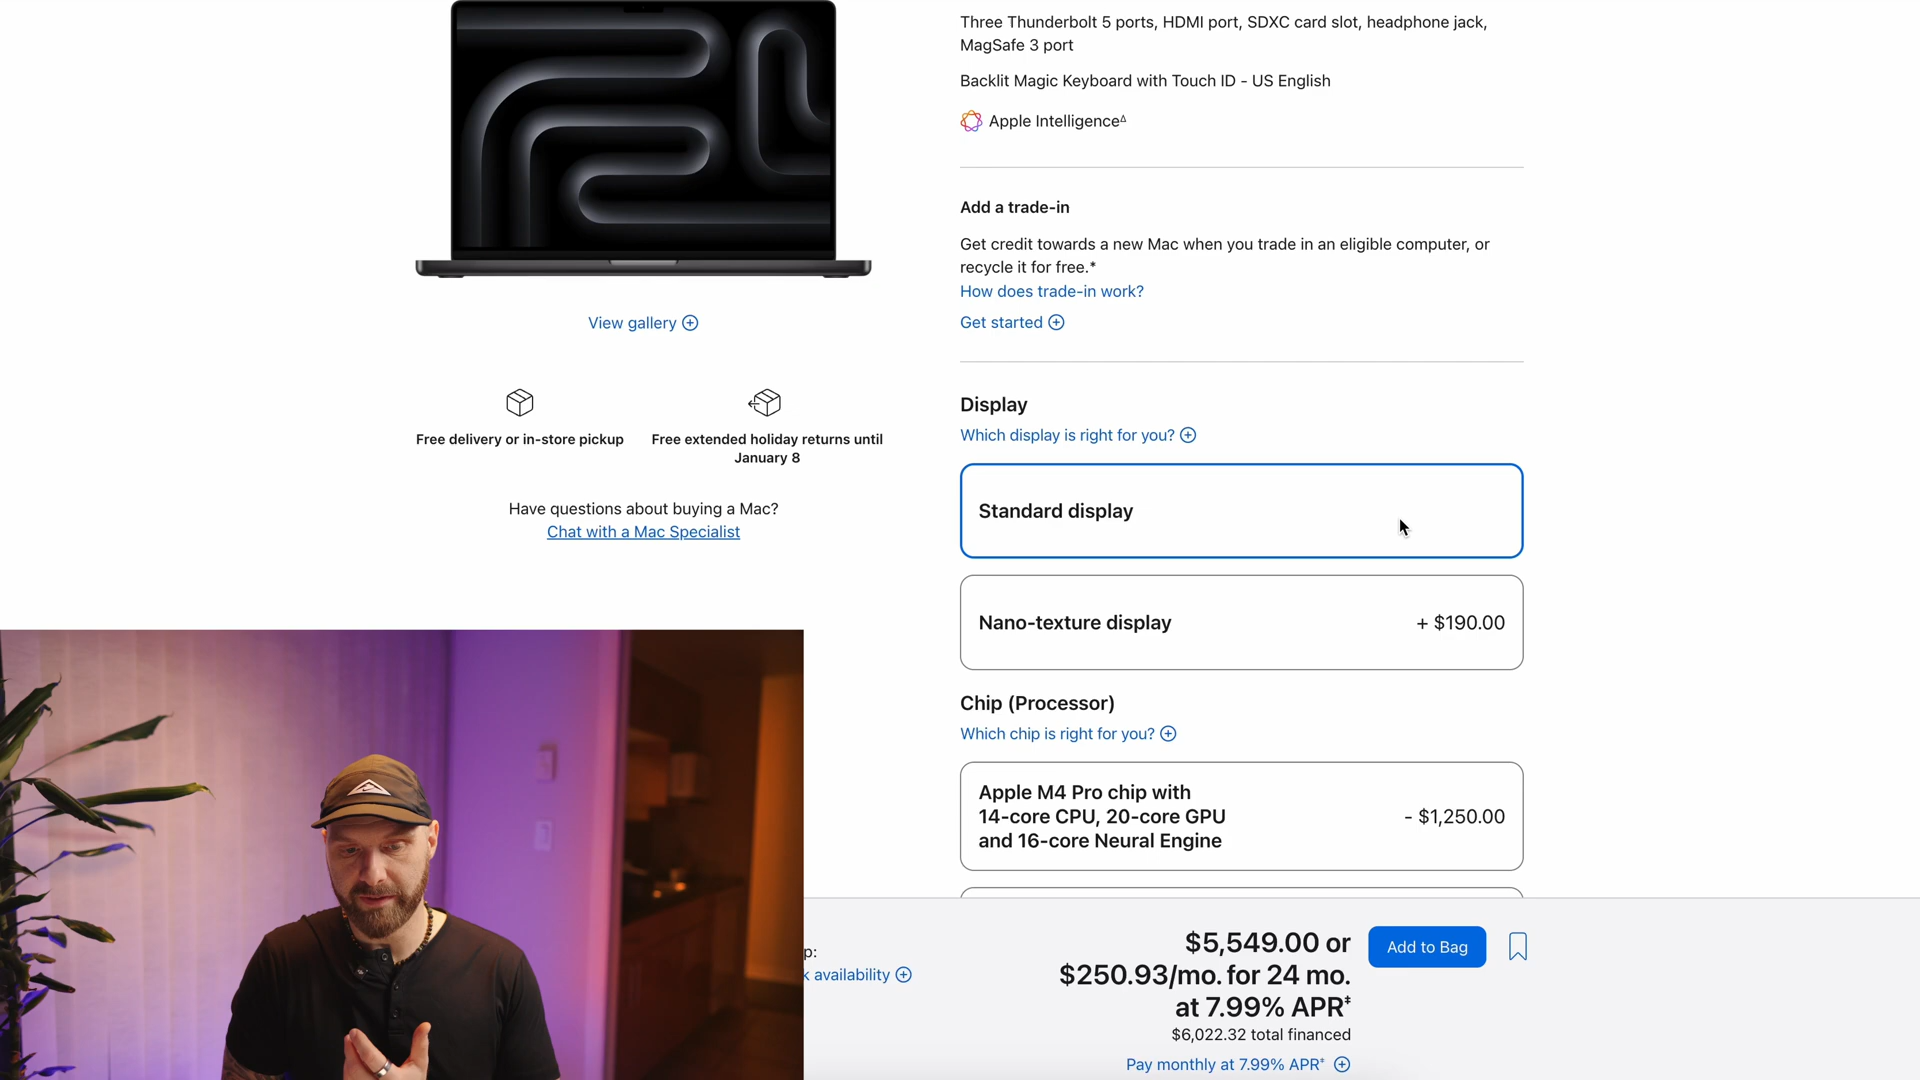 Three Thunderbolt 5 ports, HDMI port, SDXC card slot, headphone jack,
MagSafe 3 port
Backlit Magic Keyboard with Touch ID - US English
Apple Intelligence∆
Add a trade-in
Get credit towards a new Mac when you trade in an eligible computer, or
recycle it for free.*
How does trade-in work?
Get started
View gallery
Free delivery or in-store pickup
Free extended holiday returns until
January 8
Have questions about buying a Mac?
Chat with a Mac Specialist
Display
Which display is right for you?
Standard display
Nano-texture display + $190.00
Chip (Processor)
Which chip is right for you?
Apple M4 Pro chip with
14-core CPU, 20-core GPU
and 16-core Neural Engine
- $1,250.00
p:
k availability
$5,549.00 or
$250.93/mo. for 24 mo.
at 7.99% APR‡
$6,022.32 total financed
Pay monthly at 7.99% APR‡
Add to Bag